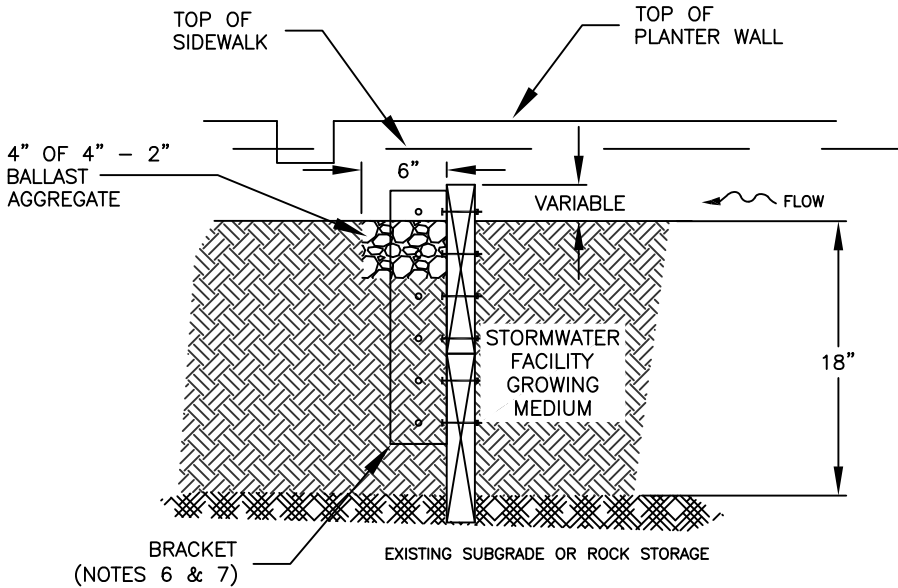 TOP OF
SIDEWALK
TOP OF
PLANTER WALL
4” OF 4” – 2”
BALLAST
AGGREGATE
6”
VARIABLE
FLOW
STORMWATER
FACILITY
GROWING
MEDIUM
18”
BRACKET
(NOTES 6 & 7)
EXISTING SUBGRADE OR ROCK STORAGE